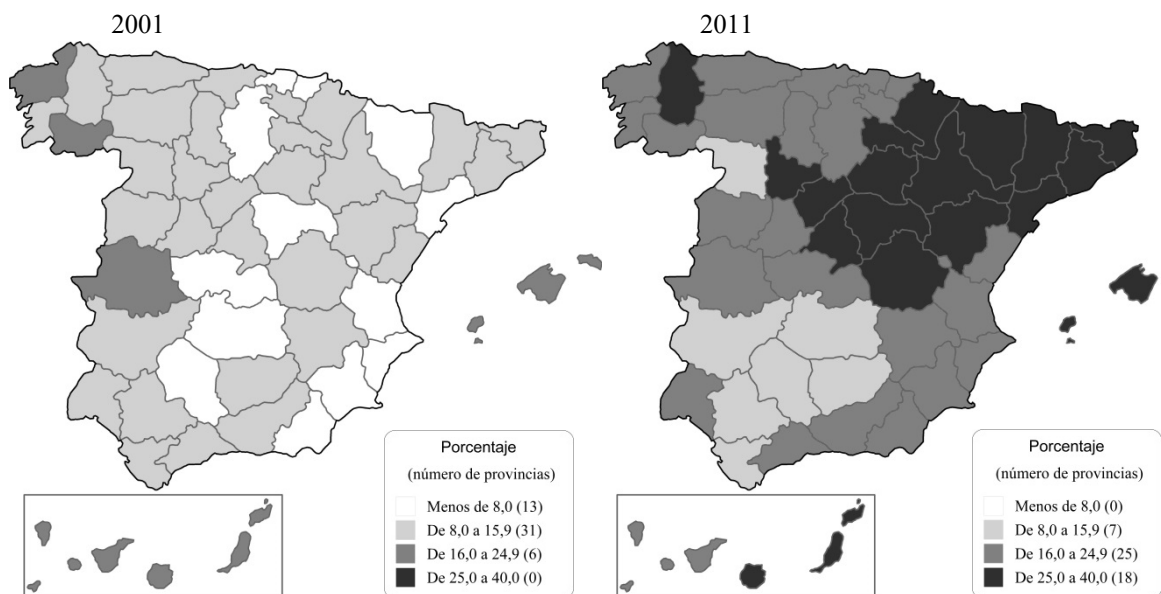 2001
2011
Porcentaje
(número de provincias)
Menos de 8,0 (13)
De 8,0 a 15,9 (31)
De 16,0 a 24,9 (6)
De 25,0 a 40,0 (0)
Porcentaje
(número de provincias)
Menos de 8,0 (0)
De 8,0 a 15,9 (7)
De 16,0 a 24,9 (25)
De 25,0 a 40,0 (18)